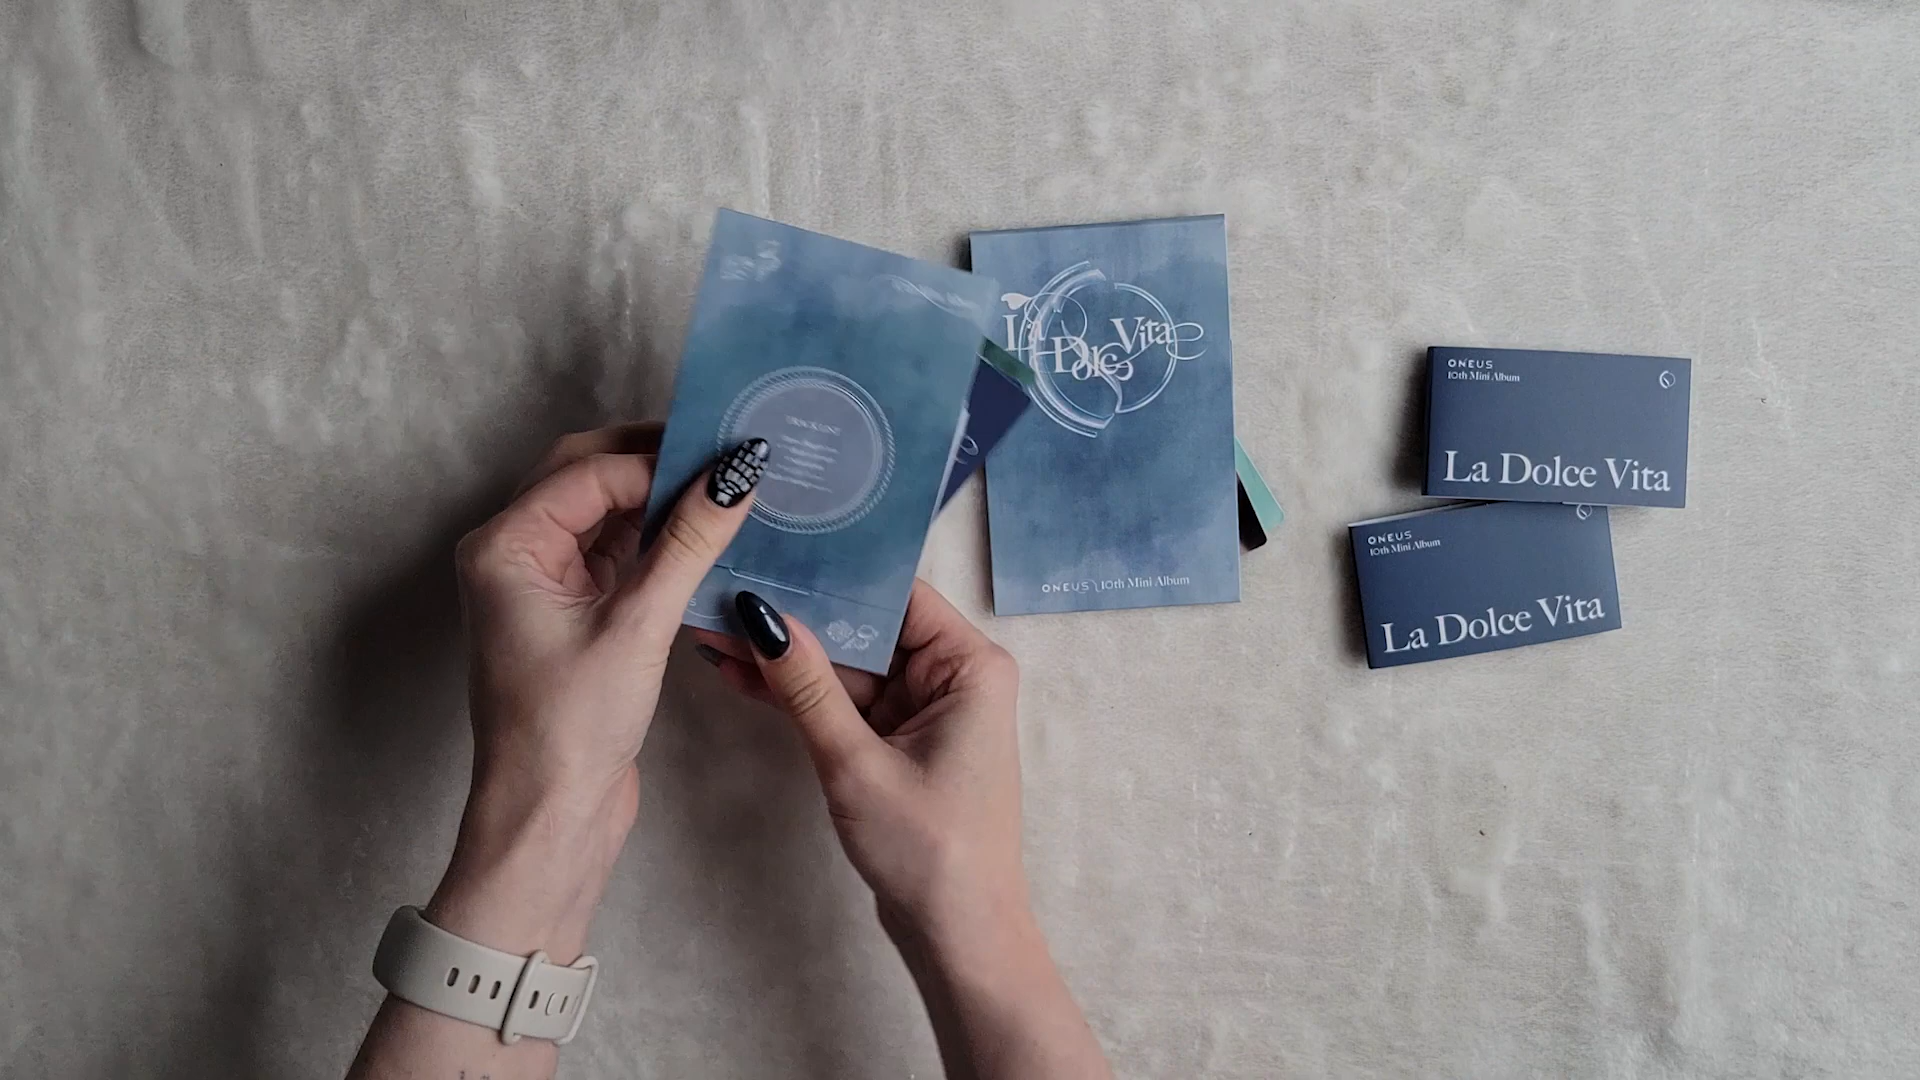 TRACK LIST
La Dolce Vita
ONEUS 10th Mini Album
ONEUS
10th Mini Album
La Dolce Vita
ONEUS
10th Mini Album
La Dolce Vita